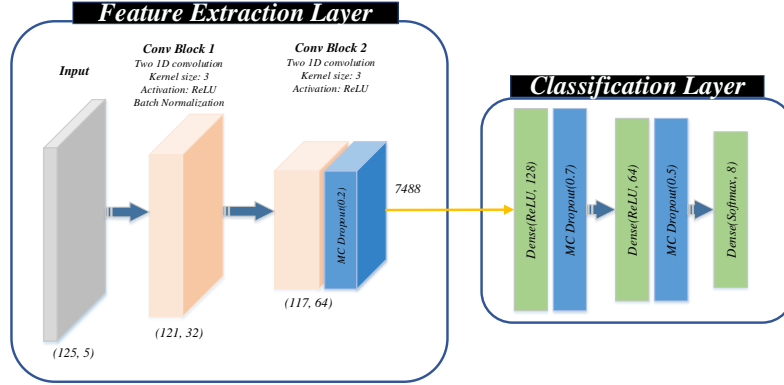 Feature Extraction Layer
Input
Conv Block 1
Two 1D convolution
Kernel size: 3
Activation: ReLU
Batch Normalization
Conv Block 2
Two 1D convolution
Kernel size: 3
Activation: ReLU
MC Dropout(0.2)
(125, 5)
(121, 32)
(117, 64)
7488
Classification Layer
Dense(ReLU, 128)
MC Dropout(0.7)
Dense(ReLU, 64)
MC Dropout(0.5)
Dense(Softmax, 8)